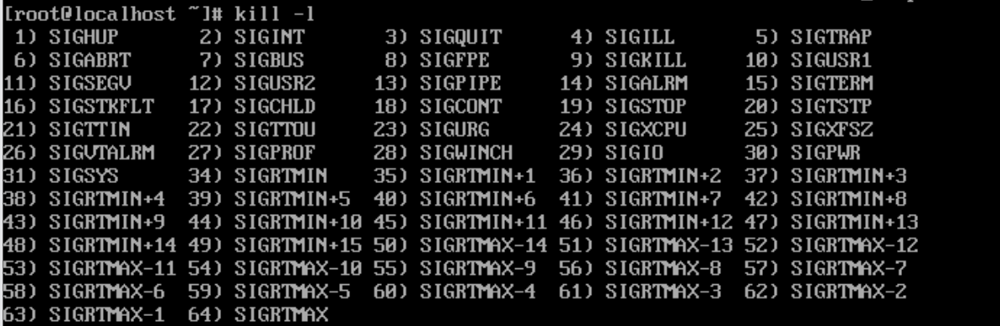 [root@localhost ~]# kill -l
 1) SIGHUP       2) SIGINT       3) SIGQUIT      4) SIGILL       5) SIGTRAP
 6) SIGABRT      7) SIGBUS       8) SIGFPE       9) SIGKILL     10) SIGUSR1
11) SIGSEGV     12) SIGUSR2     13) SIGPIPE     14) SIGALRM     15) SIGTERM
16) SIGSTKFLT   17) SIGCHLD     18) SIGCONT     19) SIGSTOP     20) SIGTSTP
21) SIGTTIN     22) SIGTTOU     23) SIGURG      24) SIGXCPU     25) SIGXFSZ
26) SIGVTALRM   27) SIGPROF     28) SIGWINCH    29) SIGIO       30) SIGPWR
31) SIGSYS      34) SIGRTMIN    35) SIGRTMIN+1  36) SIGRTMIN+2  37) SIGRTMIN+3
38) SIGRTMIN+4  39) SIGRTMIN+5  40) SIGRTMIN+6  41) SIGRTMIN+7  42) SIGRTMIN+8
43) SIGRTMIN+9  44) SIGRTMIN+10 45) SIGRTMIN+11 46) SIGRTMIN+12 47) SIGRTMIN+13
48) SIGRTMIN+14 49) SIGRTMIN+15 50) SIGRTMAX-14 51) SIGRTMAX-13 52) SIGRTMAX-12
53) SIGRTMAX-11 54) SIGRTMAX-10 55) SIGRTMAX-9  56) SIGRTMAX-8  57) SIGRTMAX-7
58) SIGRTMAX-6  59) SIGRTMAX-5  60) SIGRTMAX-4  61) SIGRTMAX-3  62) SIGRTMAX-2
63) SIGRTMAX-1  64) SIGRTMAX